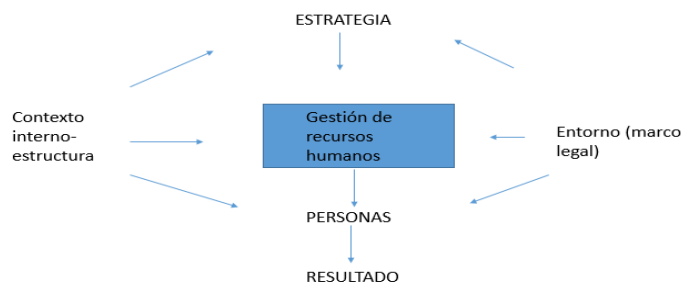 ESTRATEGIA
Contexto
interno-
estructura
Gestión de
recursos
humanos
Entorno (marco
legal)
PERSONAS
RESULTADO